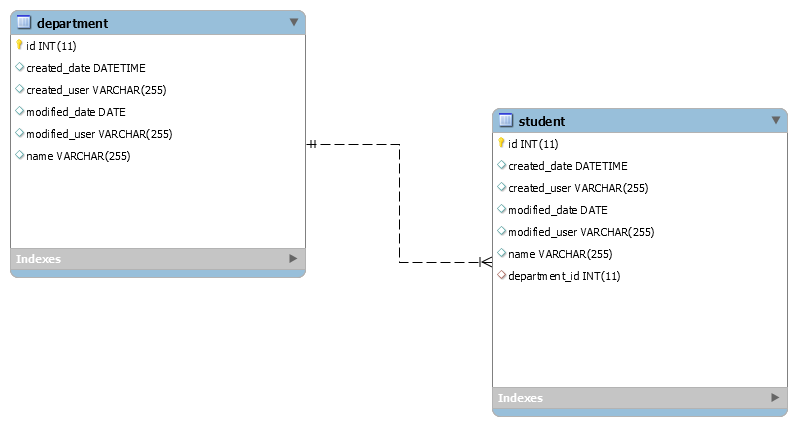 department
id INT(11)
created_date DATETIME
created_user VARCHAR(255)
modified_date DATE
modified_user VARCHAR(255)
name VARCHAR(255)
Indexes
student
id INT(11)
created_date DATETIME
created_user VARCHAR(255)
modified_date DATE
modified_user VARCHAR(255)
name VARCHAR(255)
department_id INT(11)
Indexes